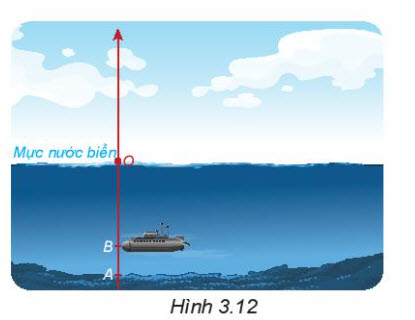 Mực nước biển O
B
A
Hình 3.12